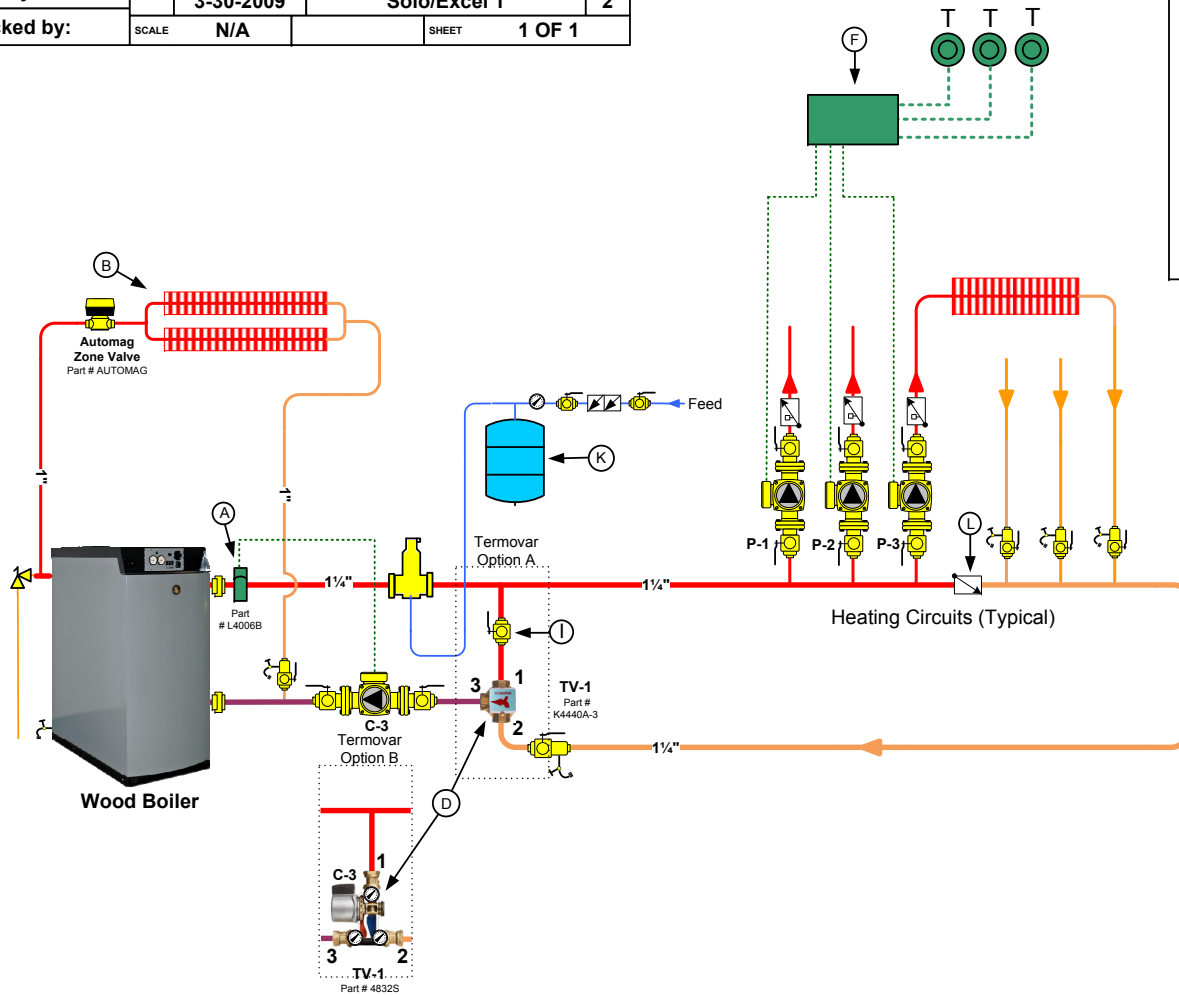 3-30-2009
Solo/Excel 1
2
ked by:
SCALE
N/A
SHEET
1 OF 1
T T T
F
B
Automag
Zone Valve
Part # AUTOMAG
Feed
K
1"
1"
A
Part
# L4006B
1¼"
Termovar
Option A
I
1¼"
P-1
P-2
P-3
L
Heating Circuits (Typical)
3
1
2
TV-1
Part #
K4440A-3
1¼"
C-3
Termovar
Option B
Wood Boiler
D
1
C-3
3
2
TV-1
Part # 4832S